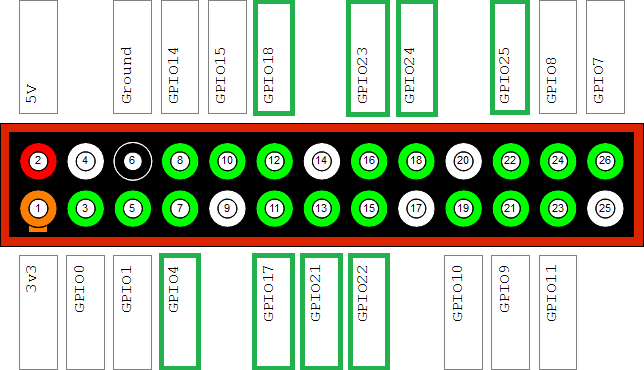 5V
Ground
GPIO14
GPIO15
GPIO18
GPIO23
GPIO24
GPIO25
GPIO8
GPIO7
2 4 6 8 10 12 14 16 18 20 22 24 26
1 3 5 7 9 11 13 15 17 19 21 23 25
3v3
GPIO0
GPIO1
GPIO4
GPIO17
GPIO21
GPIO22
GPIO10
GPIO9
GPIO11